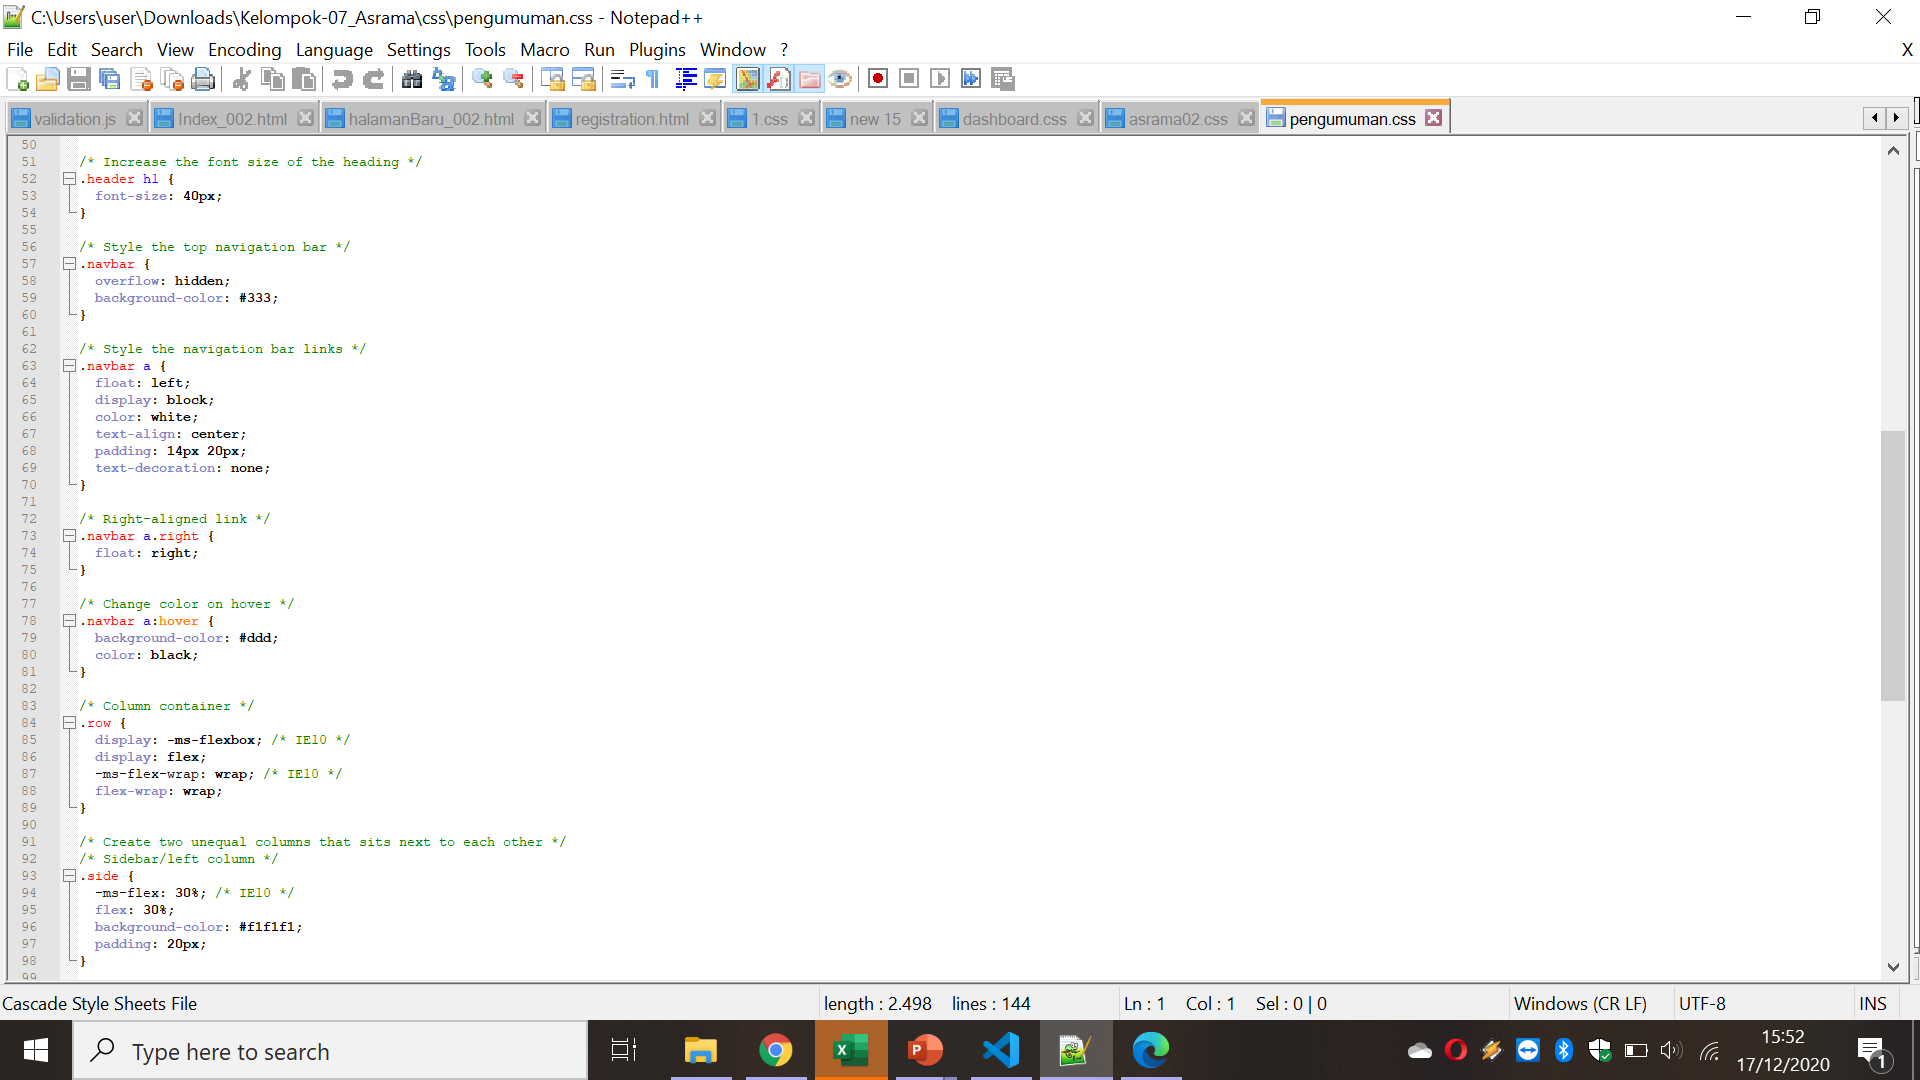 C:\Users\user\Downloads\Kelompok-07_Asrama\css\pengumuman.css - Notepad++
File Edit Search View Encoding Language Settings Tools Macro Run Plugins Window ? X
validation.js Index_002.html halamanBaru_002.html registration.html 1.css new 15 dashboard.css asrama02.css pengumuman.css
50
51 /* Increase the font size of the heading */
52 .header h1 {
53 font-size: 40px;
54 }
55
56 /* Style the top navigation bar */
57 .navbar {
58 overflow: hidden;
59 background-color: #333;
60 }
61
62 /* Style the navigation bar links */
63 .navbar a {
64 float: left;
65 display: block;
66 color: white;
67 text-align: center;
68 padding: 14px 20px;
69 text-decoration: none;
70 }
71
72 /* Right-aligned link */
73 .navbar a.right {
74 float: right;
75 }
76
77 /* Change color on hover */
78 .navbar a:hover {
79 background-color: #ddd;
80 color: black;
81 }
82
83 /* Column container */
84 .row {
85 display: -ms-flexbox; /* IE10 */
86 display: flex;
87 -ms-flex-wrap: wrap; /* IE10 */
88 flex-wrap: wrap;
89 }
90
91 /* Create two unequal columns that sits next to each other */
92 /* Sidebar/left column */
93 .side {
94 -ms-flex: 30%; /* IE10 */
95 flex: 30%;
96 background-color: #f1f1f1;
97 padding: 20px;
98 }
99
Cascade Style Sheets File length : 2.498 lines : 144 Ln : 1 Col : 1 Sel : 0 | 0 Windows (CR LF) UTF-8 INS
Type here to search
15:52
17/12/2020
1